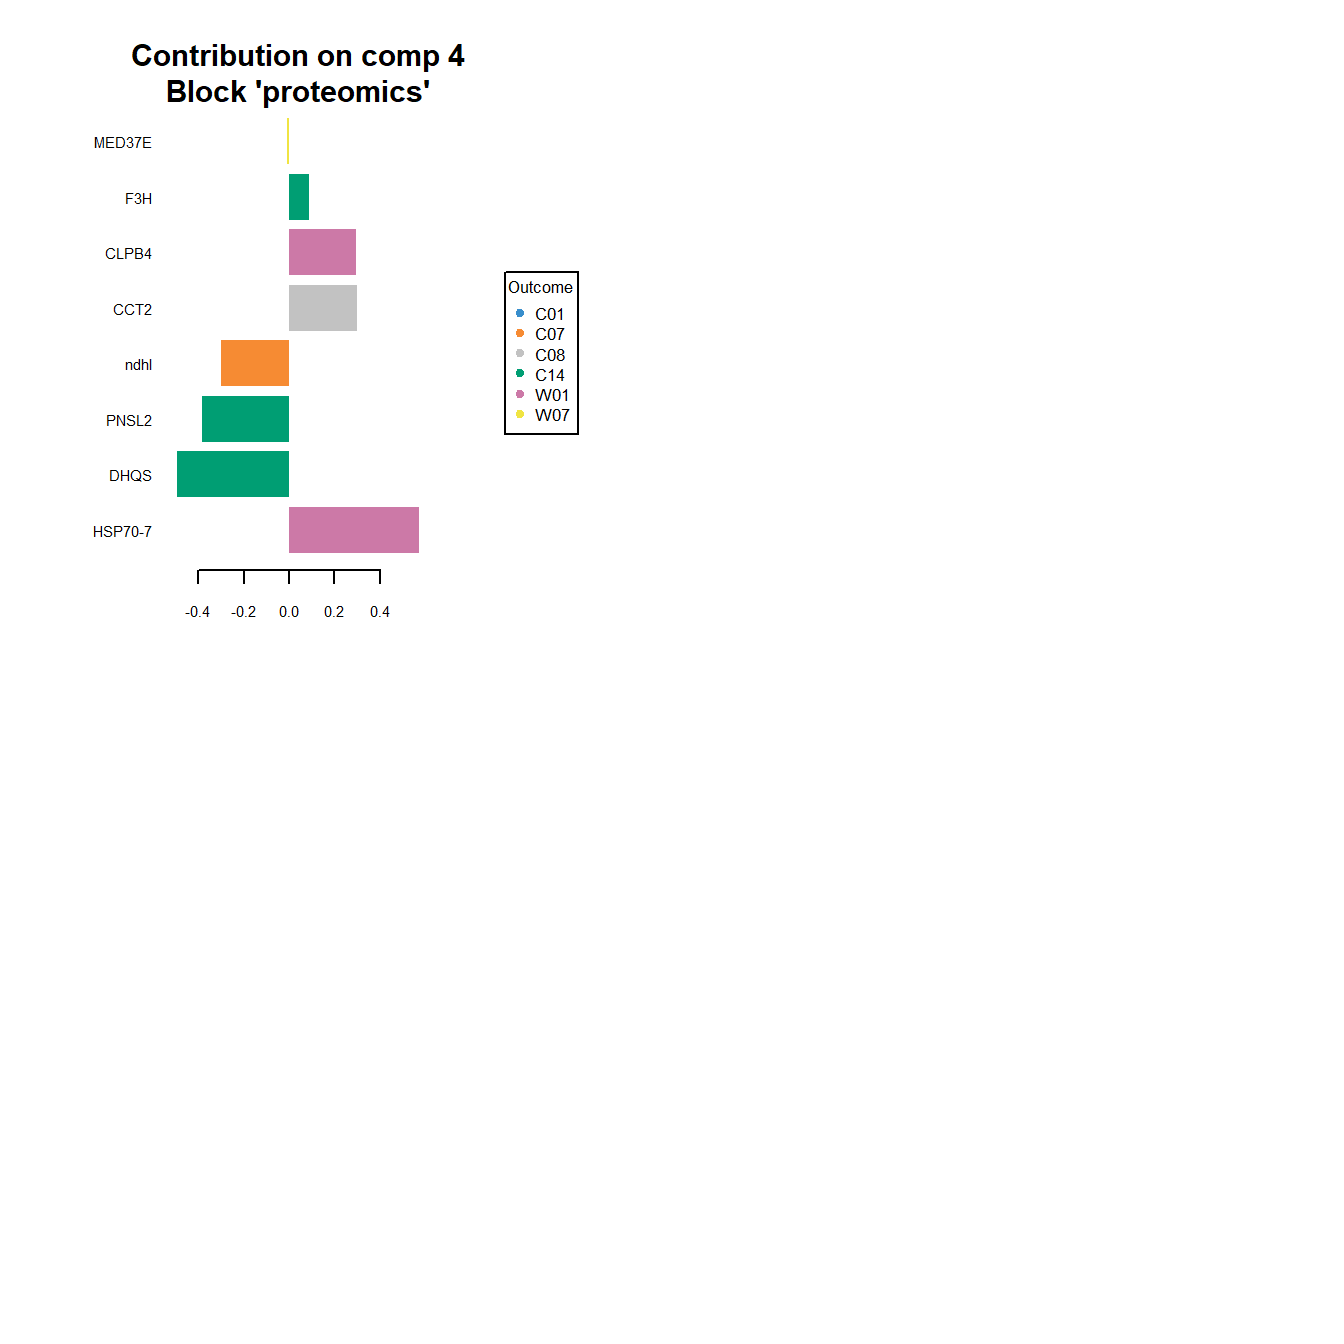 Contribution on comp 4
Block 'proteomics'
MED37E
F3H
CLPB4
CCT2
ndhI
PNSL2
DHQS
HSP70-7
-0.4 -0.2 0.0 0.2 0.4
Outcome
C01
C07
C08
C14
W01
W07